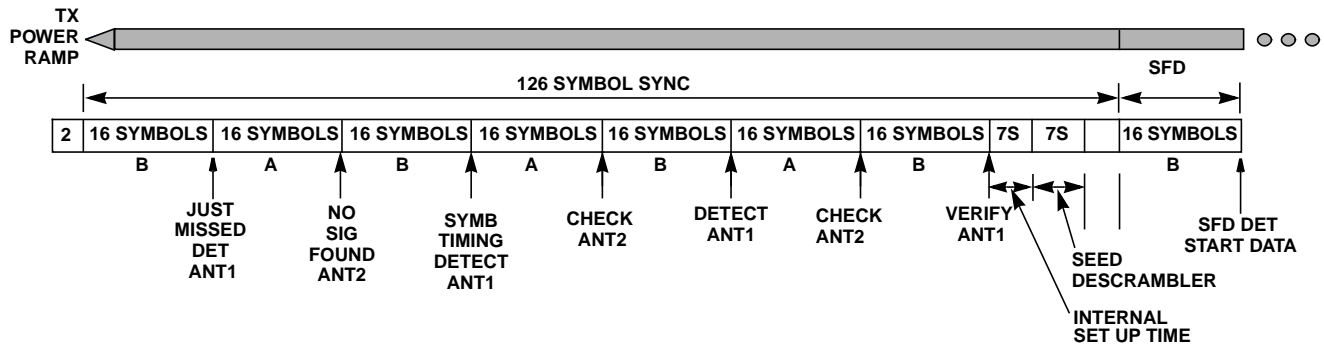 TX
POWER
RAMP
SFD
126 SYMBOL SYNC
2 16 SYMBOLS 16 SYMBOLS 16 SYMBOLS 16 SYMBOLS 16 SYMBOLS 16 SYMBOLS 16 SYMBOLS 7S 7S 16 SYMBOLS
B A B A B A B B
JUST
MISSED
DET
ANT1
NO
SIG
FOUND
ANT2
SYMB
TIMING
DETECT
ANT1
CHECK
ANT2
DETECT
ANT1
CHECK
ANT2
VERIFY
ANT1
SEED
DESCRAMBLER
INTERNAL
SET UP TIME
SFD DET
START DATA